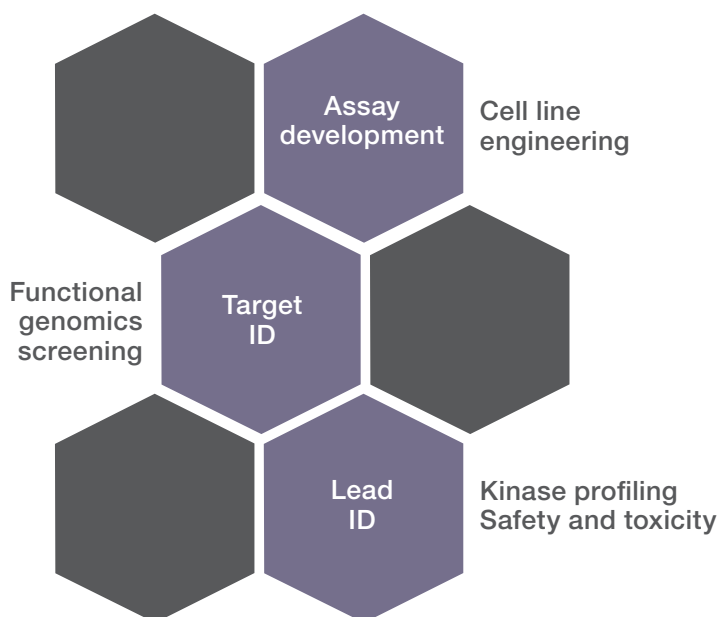 Assay
development
Cell line
engineering
Functional
genomics
screening
Target
ID
Lead
ID
Kinase profiling
Safety and toxicity